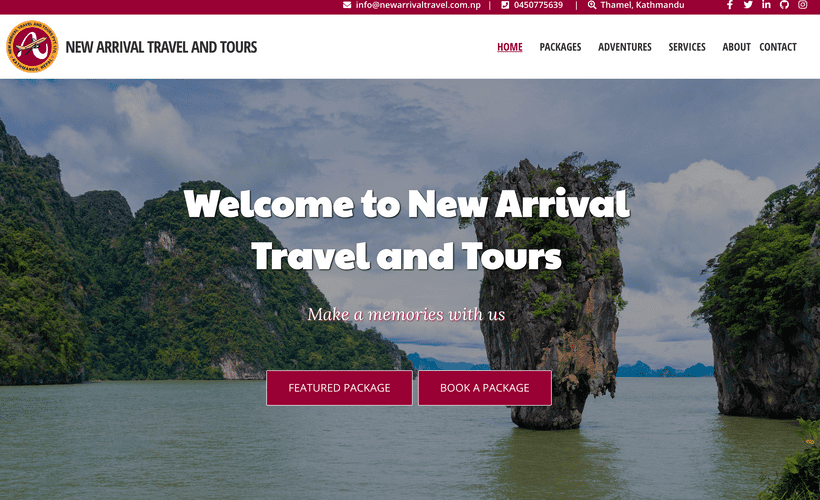 info@newarrivaltravel.com.np | 0450775639 | Thamel, Kathmandu
NEW ARRIVAL TRAVEL AND TOURS
HOME PACKAGES ADVENTURES SERVICES ABOUT CONTACT
Welcome to New Arrival
Travel and Tours
Make a memories with us
FEATURED PACKAGE BOOK A PACKAGE